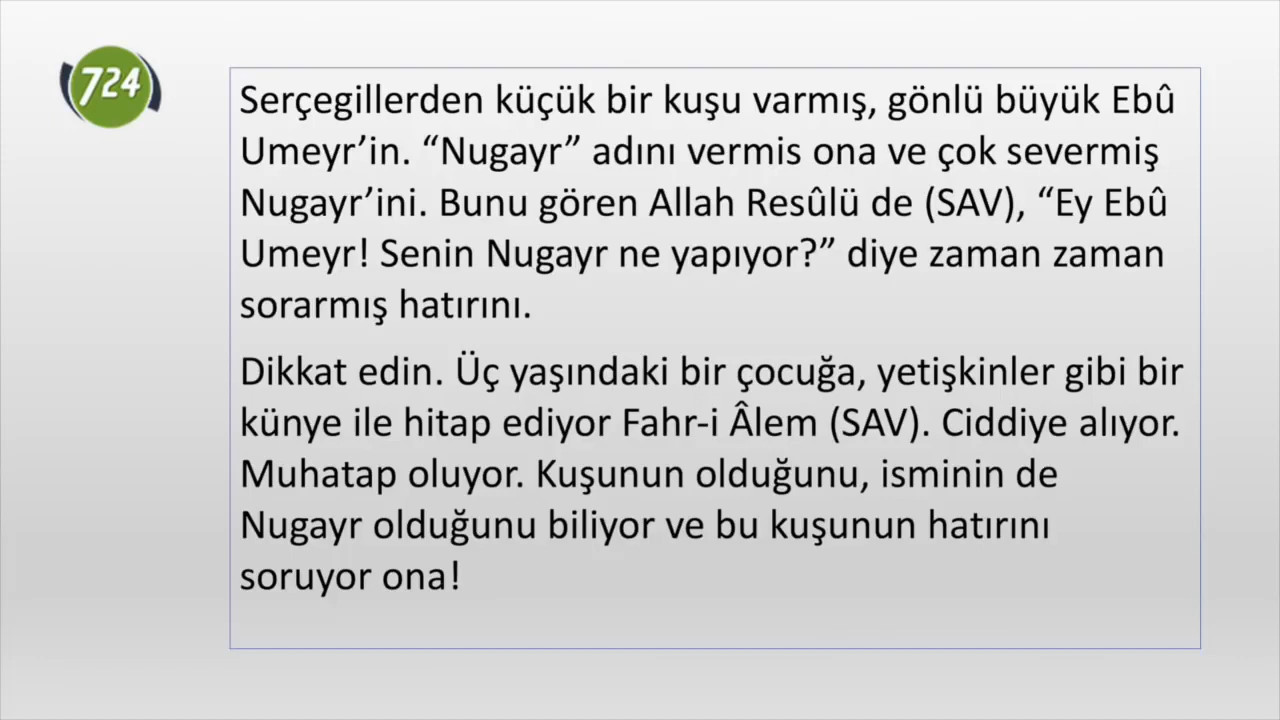 724
Serçegillerden küçük bir kuşu varmış, gönlü büyük Ebû
Umeyr’in. “Nugayr” adını vermis ona ve çok severmiş
Nugayr’ini. Bunu gören Allah Resûlü de (SAV), “Ey Ebû
Umeyr! Senin Nugayr ne yapıyor?” diye zaman zaman
sorarmış hatırını.
Dikkat edin. Üç yaşındaki bir çocuğa, yetişkinler gibi bir
künye ile hitap ediyor Fahr-i Âlem (SAV). Ciddiye alıyor.
Muhatap oluyor. Kuşunun olduğunu, isminin de
Nugayr olduğunu biliyor ve bu kuşunun hatırını
soruyor ona!